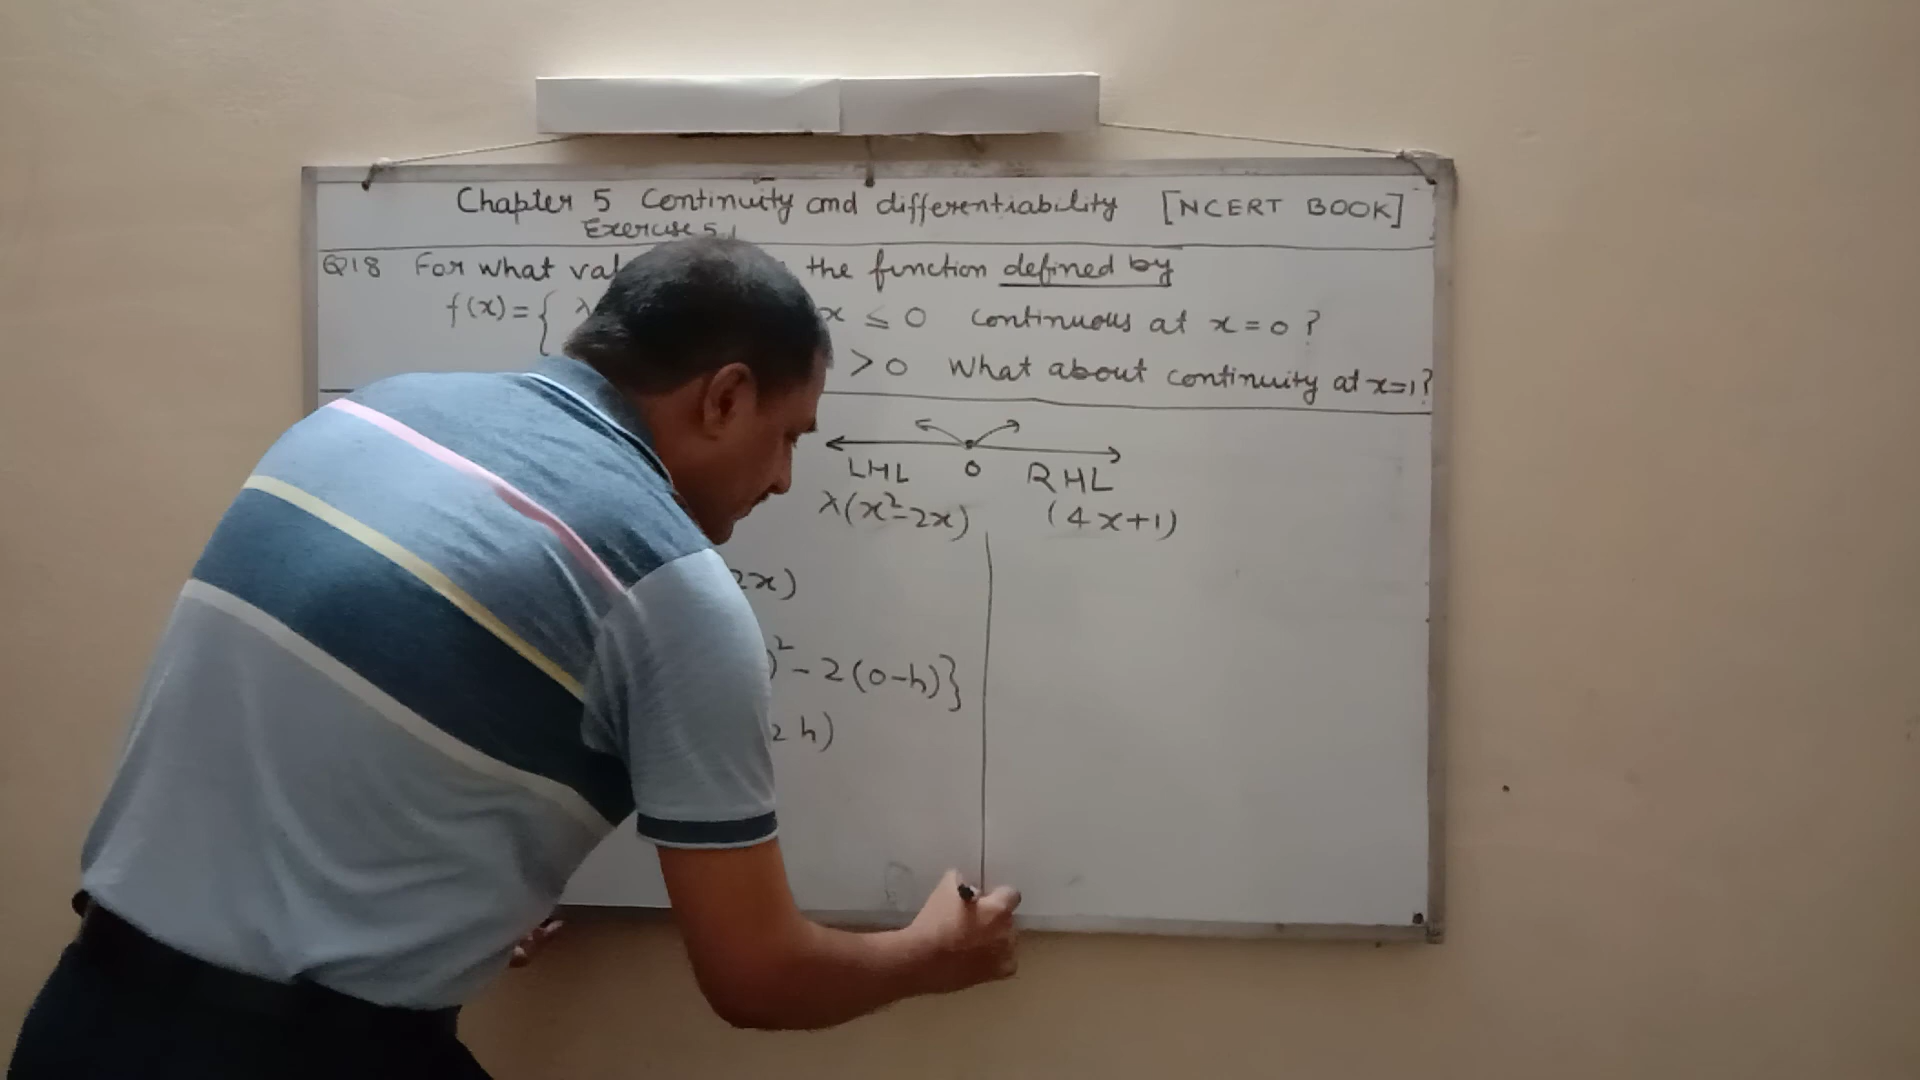 Chapter 5 Continuity and differentiability [NCERT BOOK]
Exercise 5.1
Q18 For what the function defined by
f(x) = { λ x ≤ 0 continuous at x = 0 ?
> 0 What about continuity at x=1?
LHL 0 RHL
λ(x²-2x) (4x+1)
2x)
)² - 2(0-h)}
2h)